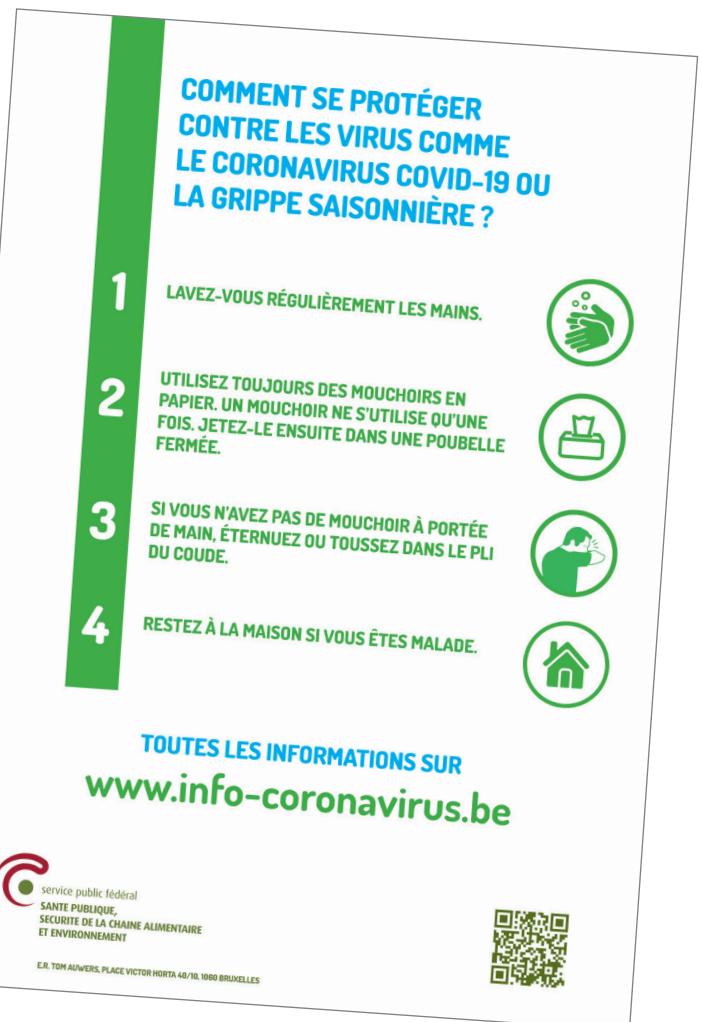 COMMENT SE PROTÉGER
CONTRE LES VIRUS COMME
LE CORONAVIRUS COVID-19 OU
LA GRIPPE SAISONNIÈRE ?
1
LAVEZ-VOUS RÉGULIÈREMENT LES MAINS.
2
UTILISEZ TOUJOURS DES MOUCHOIRS EN
PAPIER. UN MOUCHOIR NE S'UTILISE QU'UNE
FOIS. JETEZ-LE ENSUITE DANS UNE POUBELLE
FERMÉE.
3
SI VOUS N'AVEZ PAS DE MOUCHOIR À PORTÉE
DE MAIN, ÉTERNUEZ OU TOUSSEZ DANS LE PLI
DU COUDE.
4
RESTEZ À LA MAISON SI VOUS ÊTES MALADE.
TOUTES LES INFORMATIONS SUR
www.info-coronavirus.be
service public fédéral
SANTE PUBLIQUE,
SECURITE DE LA CHAINE ALIMENTAIRE
ET ENVIRONNEMENT
E.R. TOM AUWERS, PLACE VICTOR HORTA 40/10, 1060 BRUXELLES